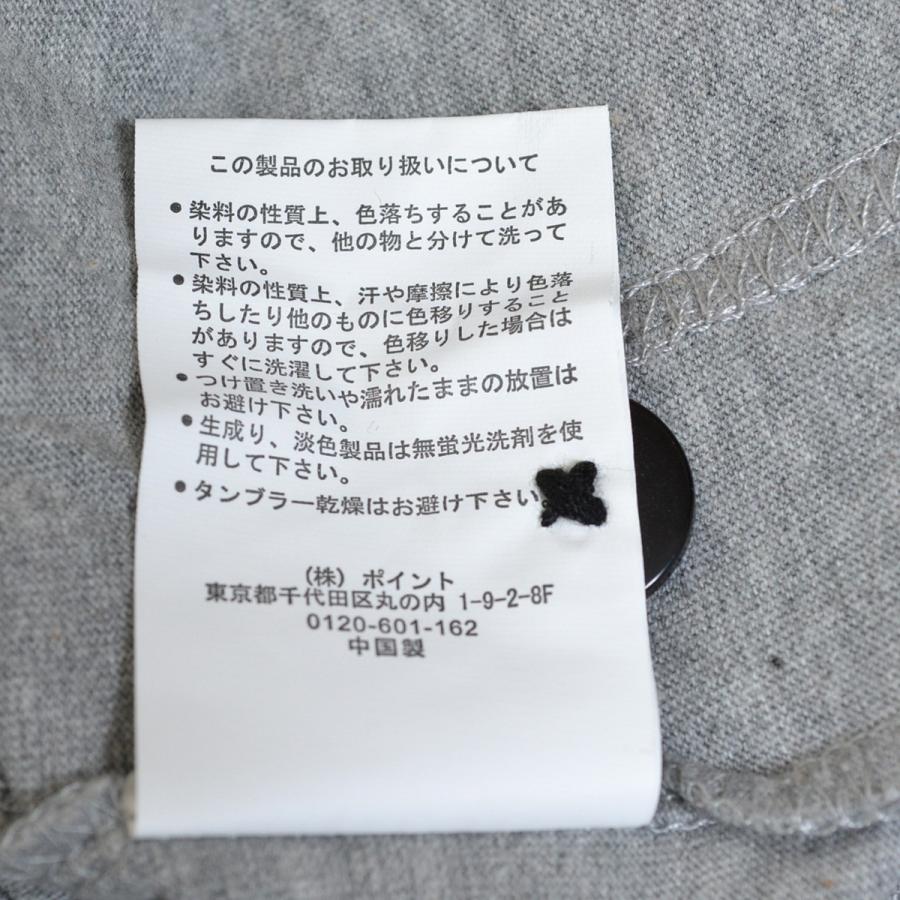 この製品のお取り扱いについて
●染料の性質上、色落ちすることがあ
りますので、他の物と分けて洗って
下さい。
●染料の性質上、汗や摩擦により色落
ちしたり他のものに色移りすること
がありますので、色移りした場合は
すぐに洗濯して下さい。
●つけ置き洗いや濡れたままの放置は
お避け下さい。
●生成り、淡色製品は無蛍光洗剤を使
用して下さい。
●タンブラー乾燥はお避け下さい
(株) ポイント
東京都千代田区丸の内 1-9-2-8F
0120-601-162
中国製